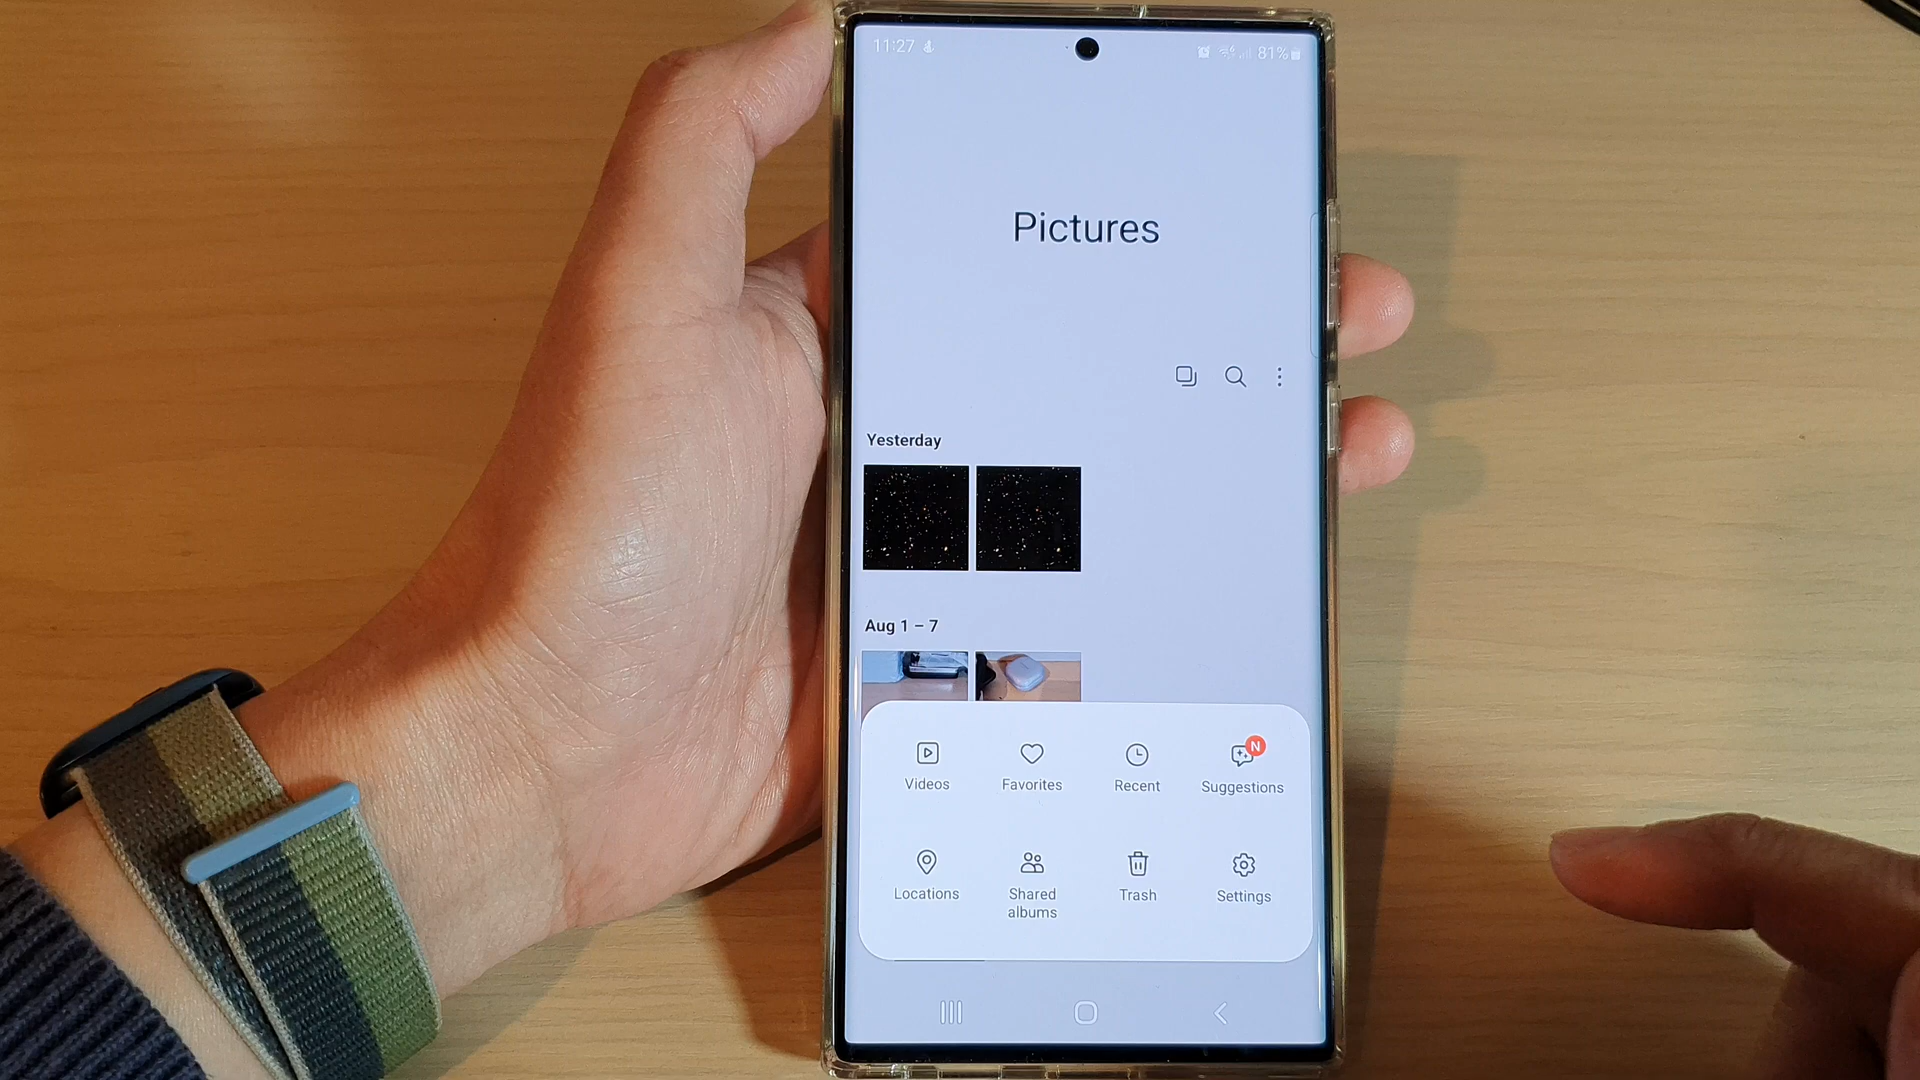 11:27
81%
Pictures
Yesterday
Aug 1 – 7
Videos
Favorites
Recent
N
Suggestions
Locations
Shared
albums
Trash
Settings